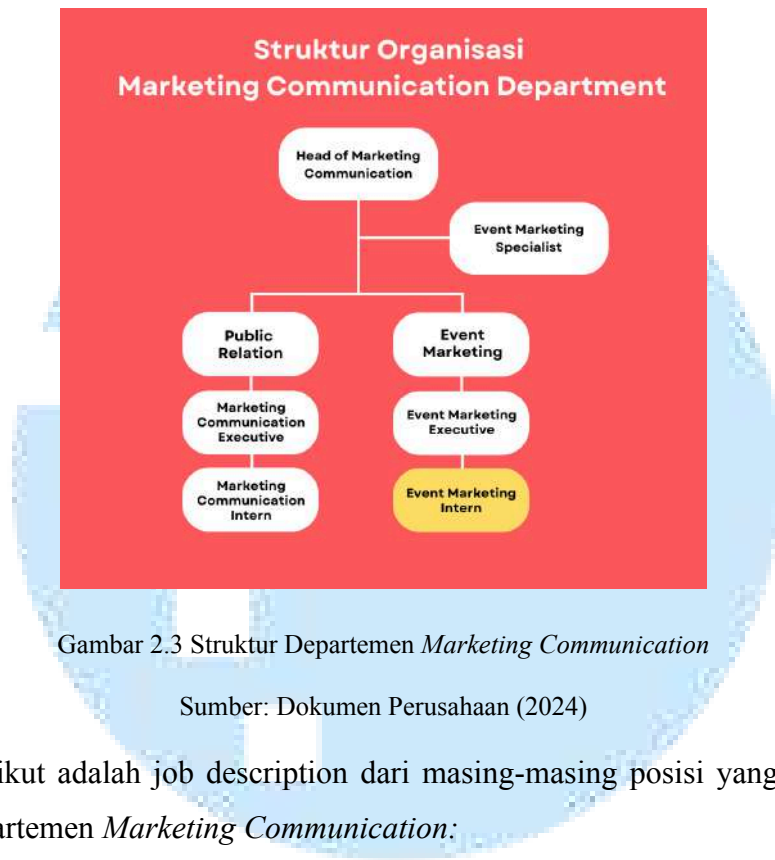 Struktur Organisasi
Marketing Communication Department
Head of Marketing
Communication
Event Marketing
Specialist
Public
Relation
Event
Marketing
Marketing
Communication
Executive
Event Marketing
Executive
Marketing
Communication
Intern
Event Marketing
Intern
Gambar 2.3 Struktur Departemen Marketing Communication
Sumber: Dokumen Perusahaan (2024)
ikut adalah job description dari masing-masing posisi yang
artemen Marketing Communication: